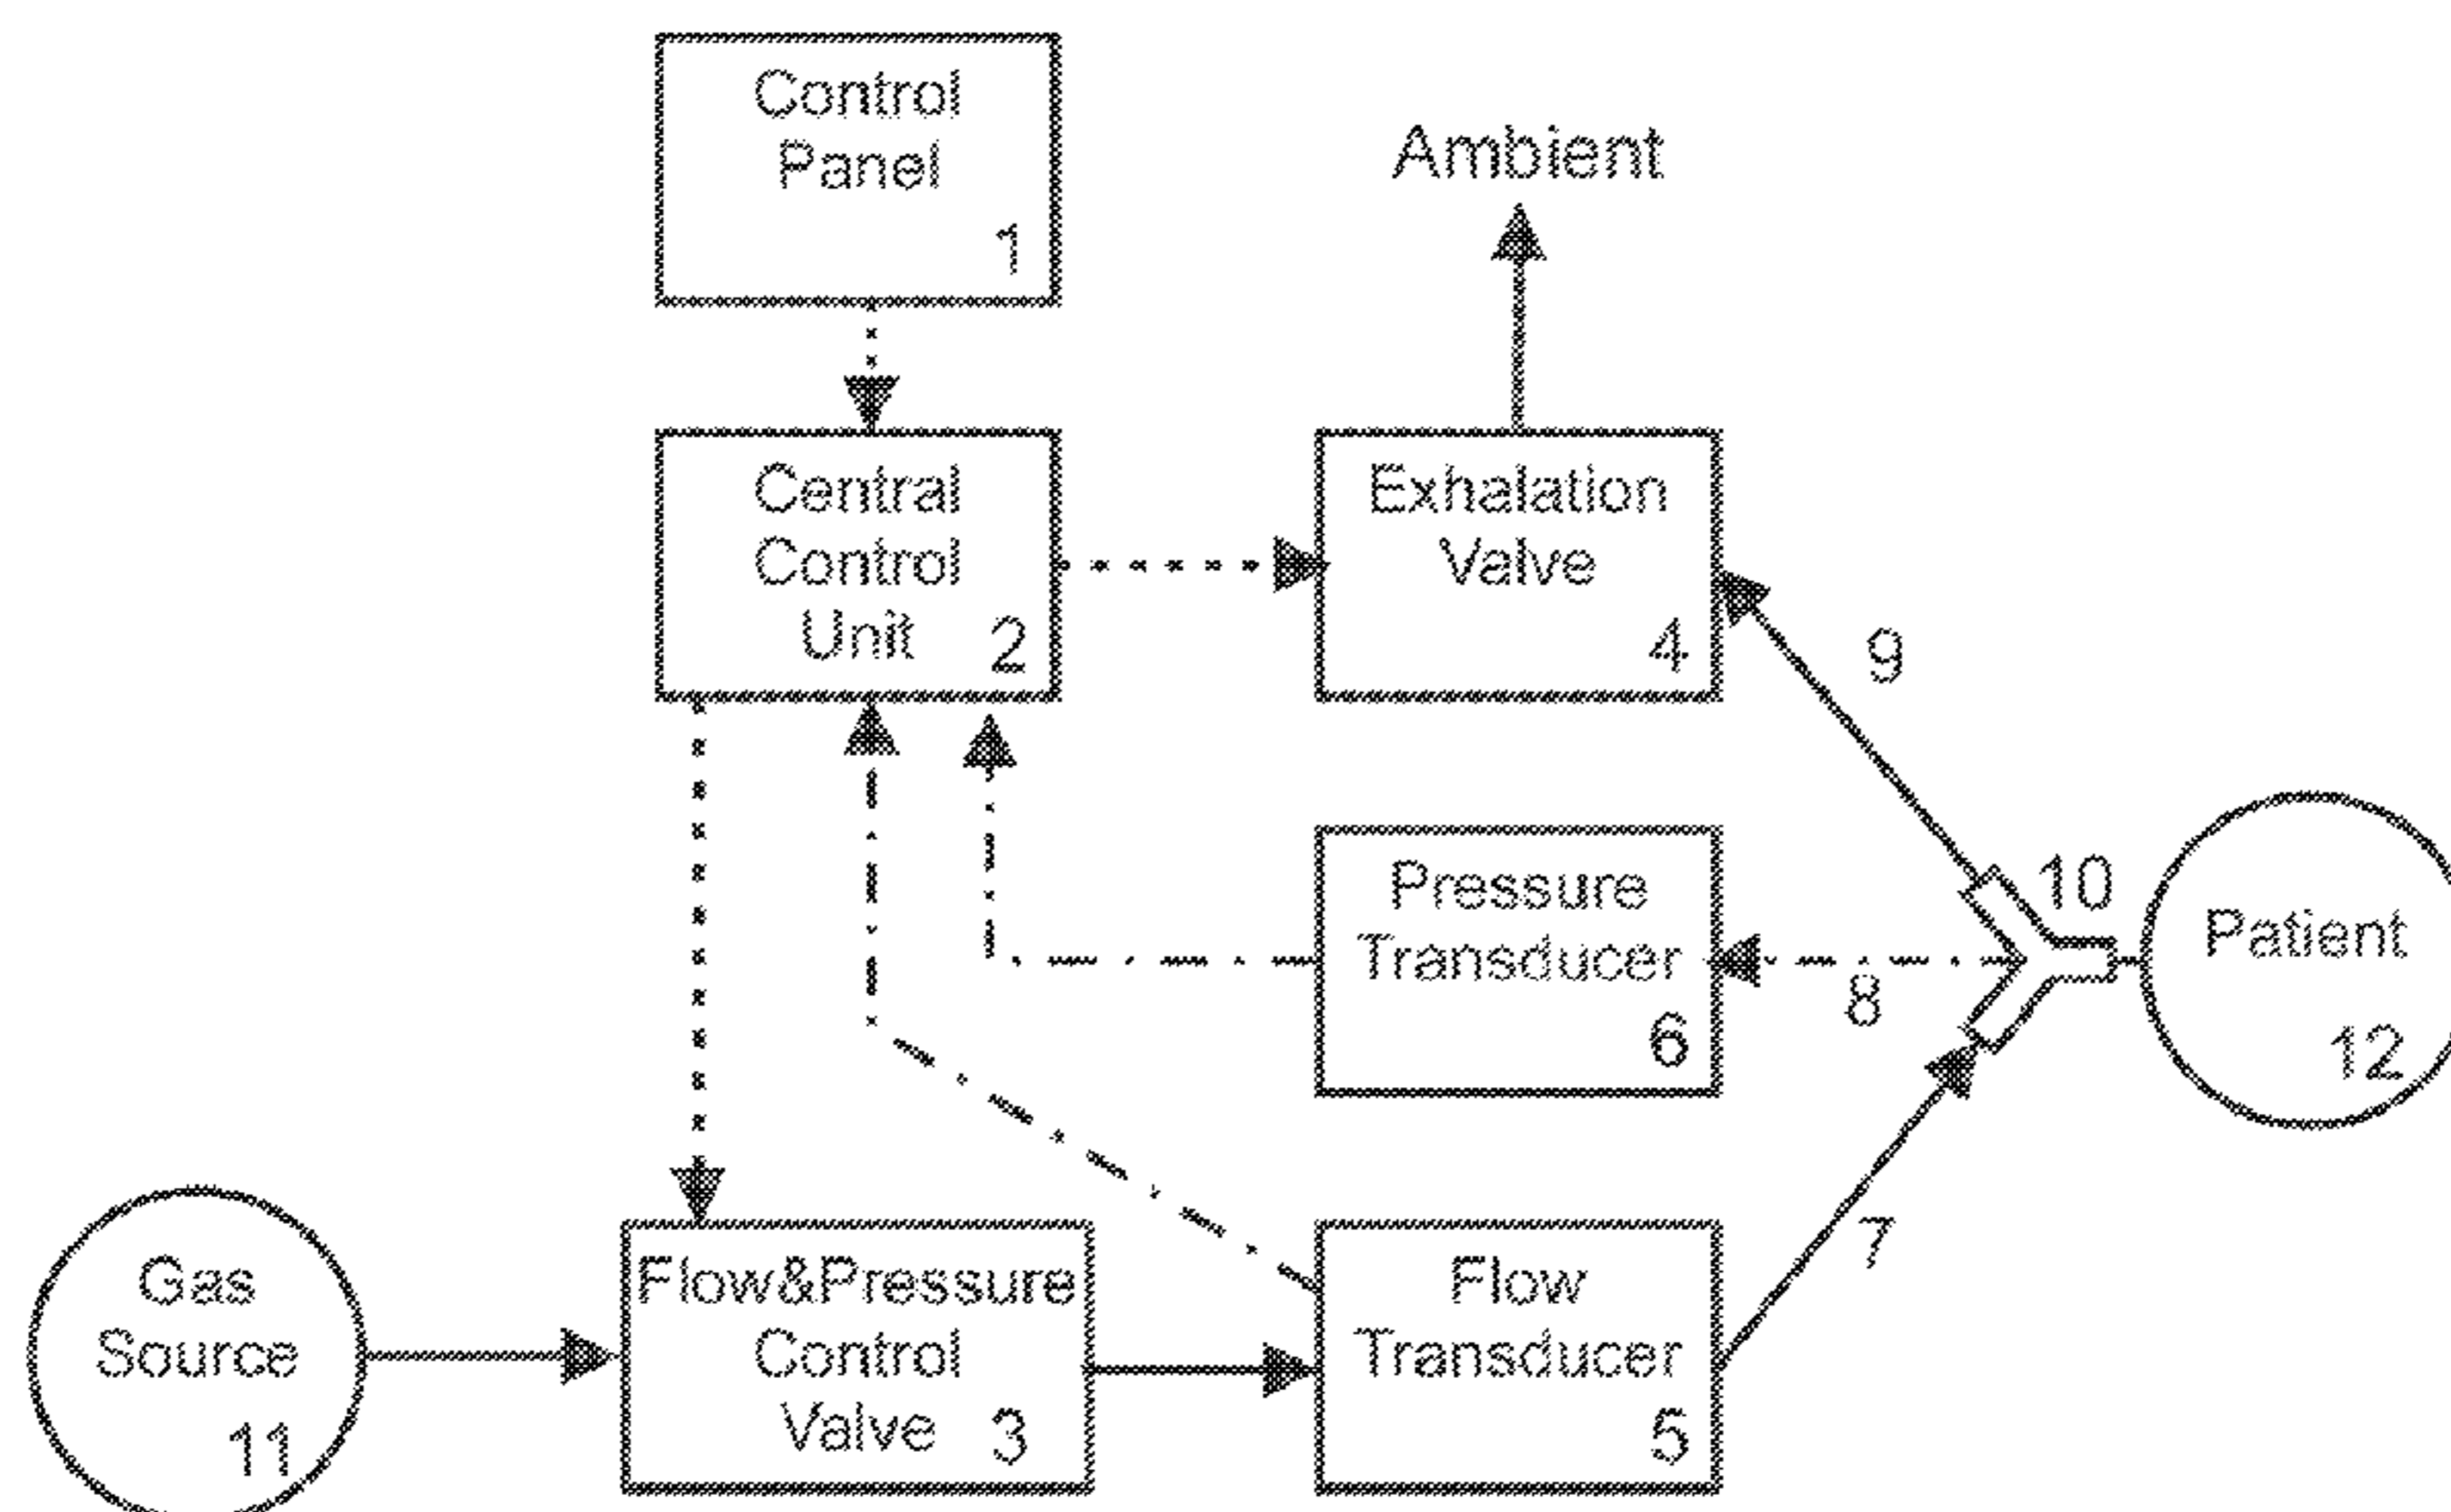 Control
Panel
1
Ambient
Central
Control
Unit 2
Exhalation
Valve
4
9
Pressure
Transducer
6
8
10
Patient
12
Gas
Source
11
Flow&Pressure
Control
Valve 3
Flow
Transducer
5
7